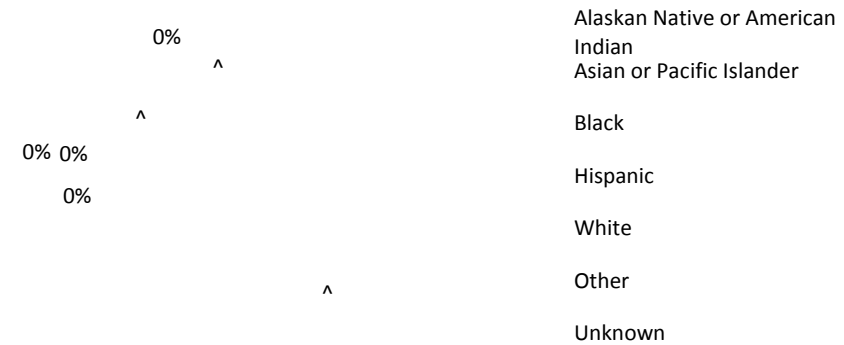 0%
^
^
0% 0%
0%
^
Alaskan Native or American
Indian
Asian or Pacific Islander
Black
Hispanic
White
Other
Unknown